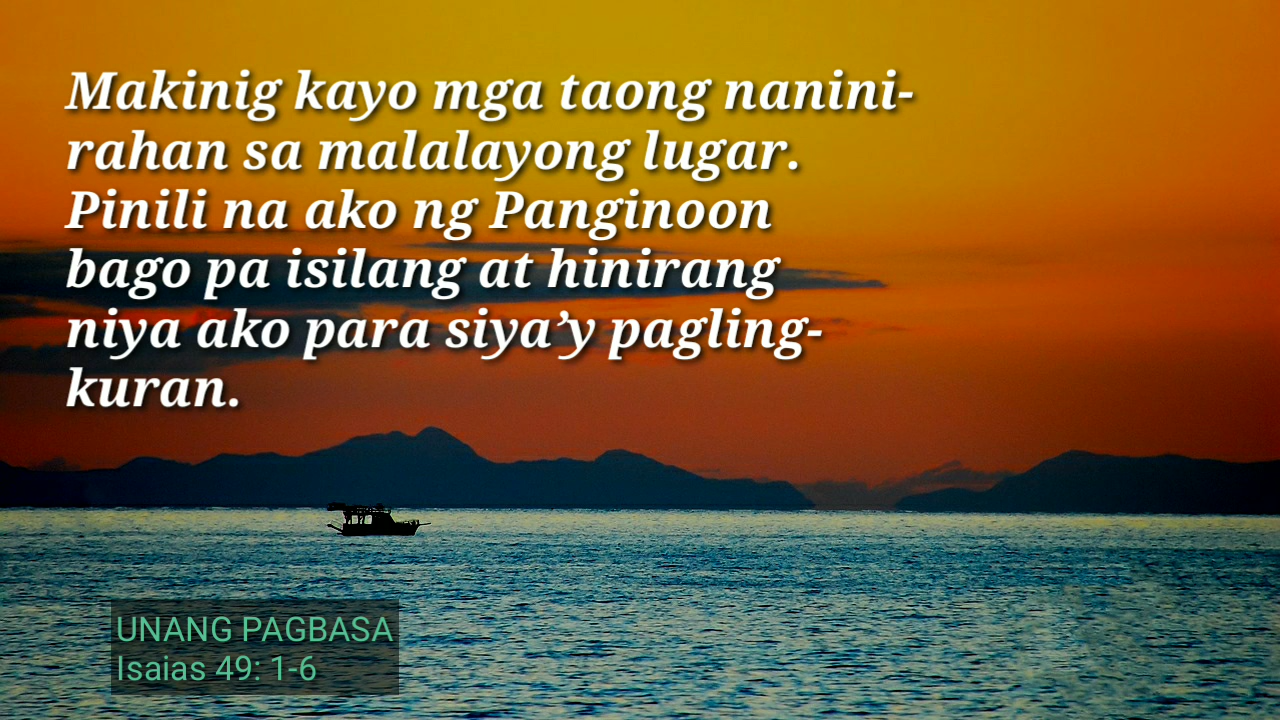 Makinig kayo mga taong nanini-
rahan sa malalayong lugar.
Pinili na ako ng Panginoon
bago pa isilang at hinirang
niya ako para siya’y pagling-
kuran.
UNANG PAGBASA
Isaias 49: 1-6